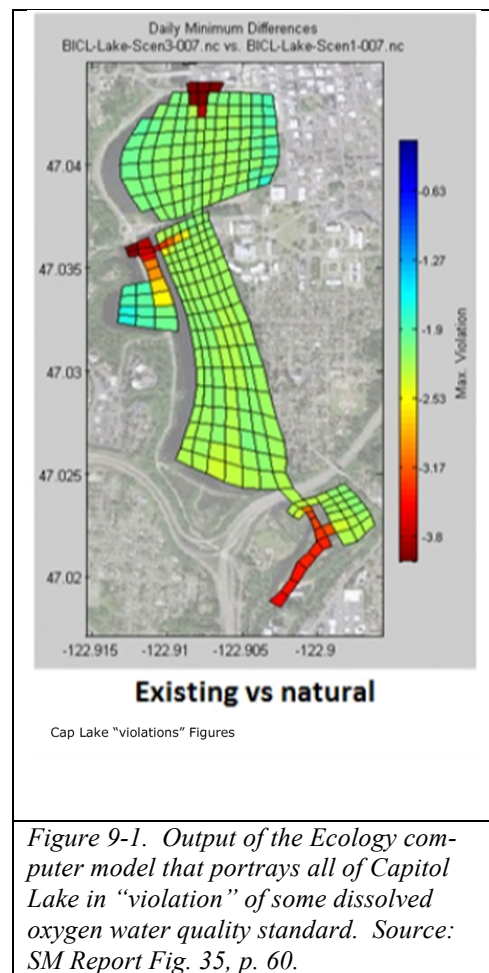 Daily Minimum Differences
BICL-Lake-Scen3-007.nc vs. BICL-Lake-Scen1-007.nc
47.04
47.035
47.03
47.025
47.02
-122.915 -122.91 -122.905 -122.9
-0.63
-1.27
-1.9
-2.53
-3.17
-3.8
Max. Violation
Existing vs natural
Cap Lake “violations” Figures
Figure 9-1. Output of the Ecology com-
puter model that portrays all of Capitol
Lake in “violation” of some dissolved
oxygen water quality standard. Source:
SM Report Fig. 35, p. 60.